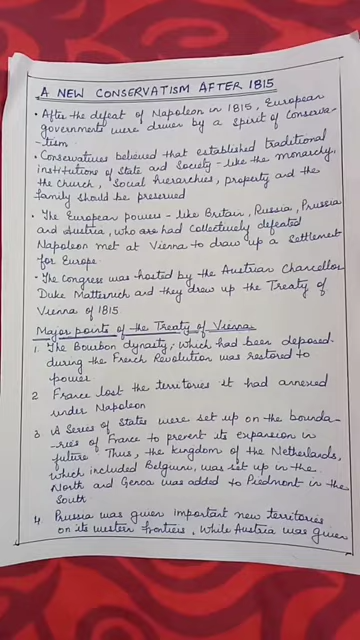 A NEW CONSERVATISM AFTER 1815
• After the defeat of Napoleon in 1815, European
governments were driven by a spirit of Conserva-
-tism
• Conservatives believed that established traditional
institutions of State and Society - like the monarchy,
the Church, Social hierarchies, property and the
family should be preserved
• The European powers - like Britain, Russia, Prussia
and Austria, who are had Collectively defeated
Napoleon met at Vienna to draw up a Settlement
for Europe.
• The congress was hosted by the Austrian Chancellor
Duke Matternich and they drew up the Treaty of
Vienna of 1815.
Major points of the Treaty of Vienna
1. The Bourbon dynasty, which had been deposed
during the French Revolution was restored to
power
2 France lost the territories it had annexed
under Napoleon
3 A Series of States were set up on the bounda-
-ries of France to prevent its expansion in
future Thus, the kingdom of the Netherlands,
which included Belguim, was set up in the
North and Genoa was added to Piedmont in the
South
4 Prussia was given important new territories
on its western frontiers, while Austria was given